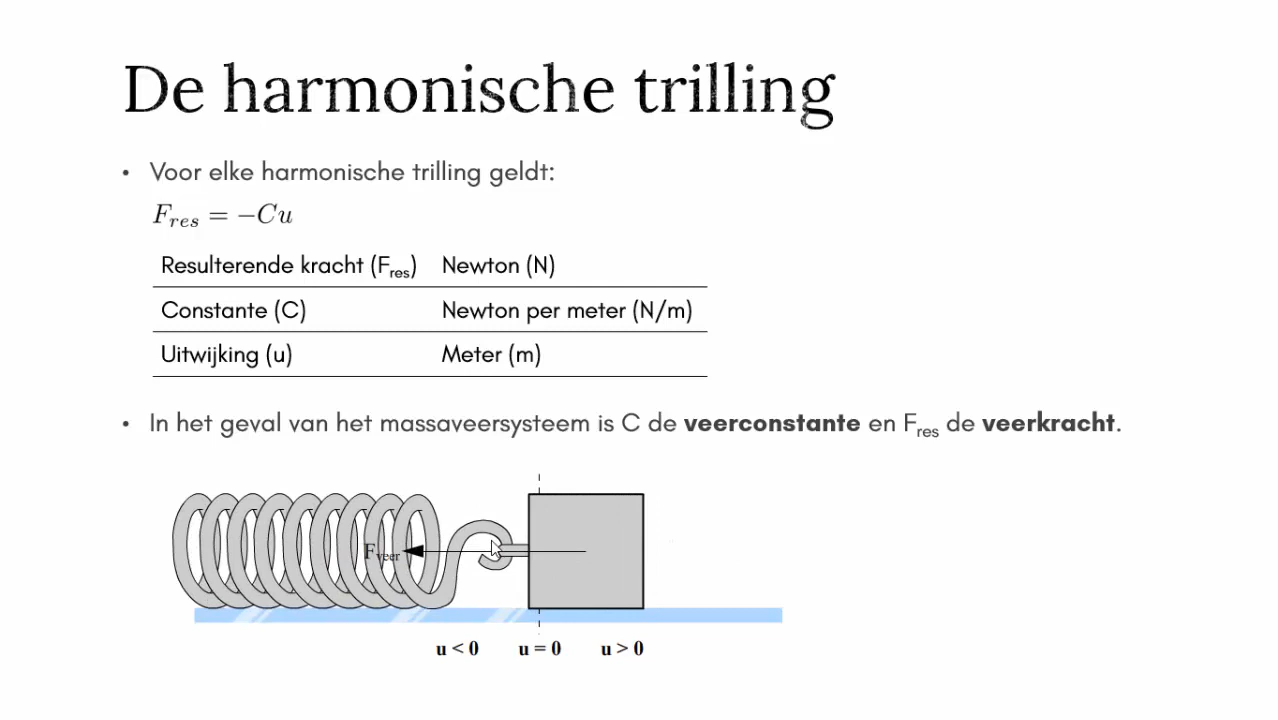 De harmonische trilling
• Voor elke harmonische trilling geldt:
F_res = −Cu
Resulterende kracht (F_res) Newton (N)
Constante (C) Newton per meter (N/m)
Uitwijking (u) Meter (m)
• In het geval van het massaveersysteem is C de veerconstante en F_res de veerkracht.
F_veer
u < 0 u = 0 u > 0